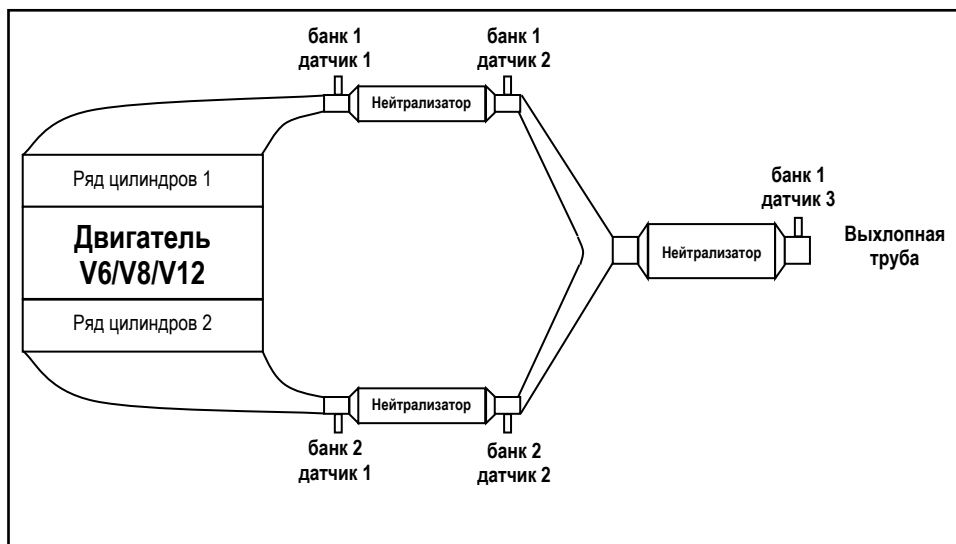 банк 1
датчик 1
банк 1
датчик 2
Нейтрализатор
Ряд цилиндров 1
банк 1
датчик 3
Двигатель
V6/V8/V12
Нейтрализатор
Выхлопная
труба
Ряд цилиндров 2
Нейтрализатор
банк 2
датчик 1
банк 2
датчик 2